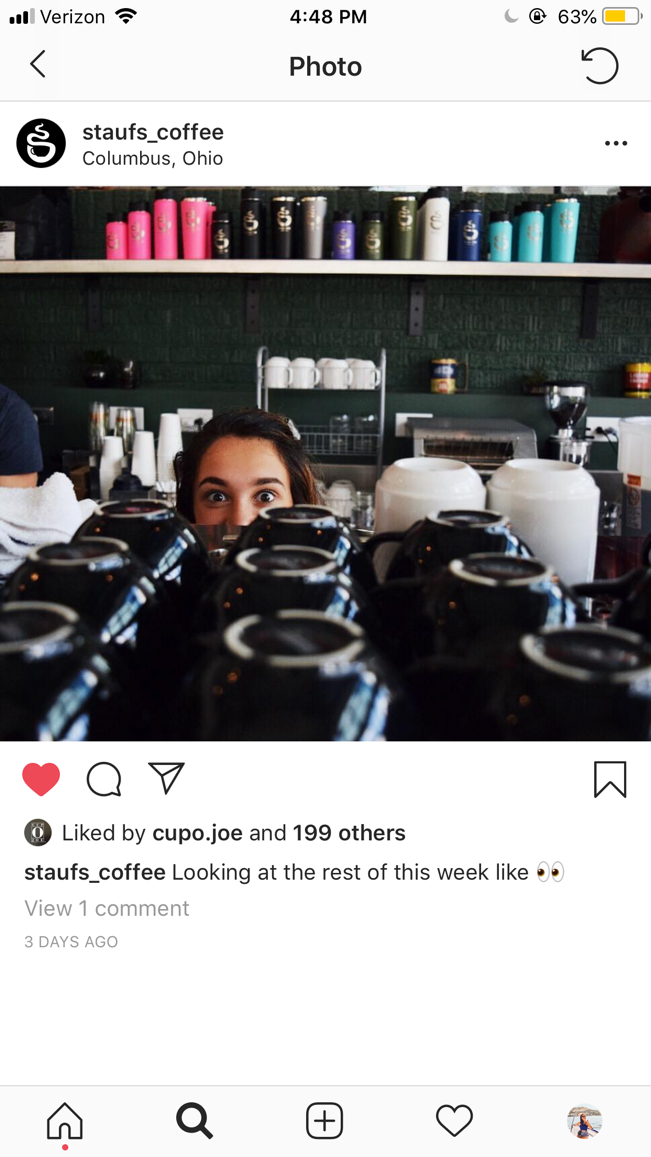 Verizon 4:48 PM 63%
Photo
staufs_coffee
Columbus, Ohio
Liked by cupo.joe and 199 others
staufs_coffee Looking at the rest of this week like 👀
View 1 comment
3 DAYS AGO